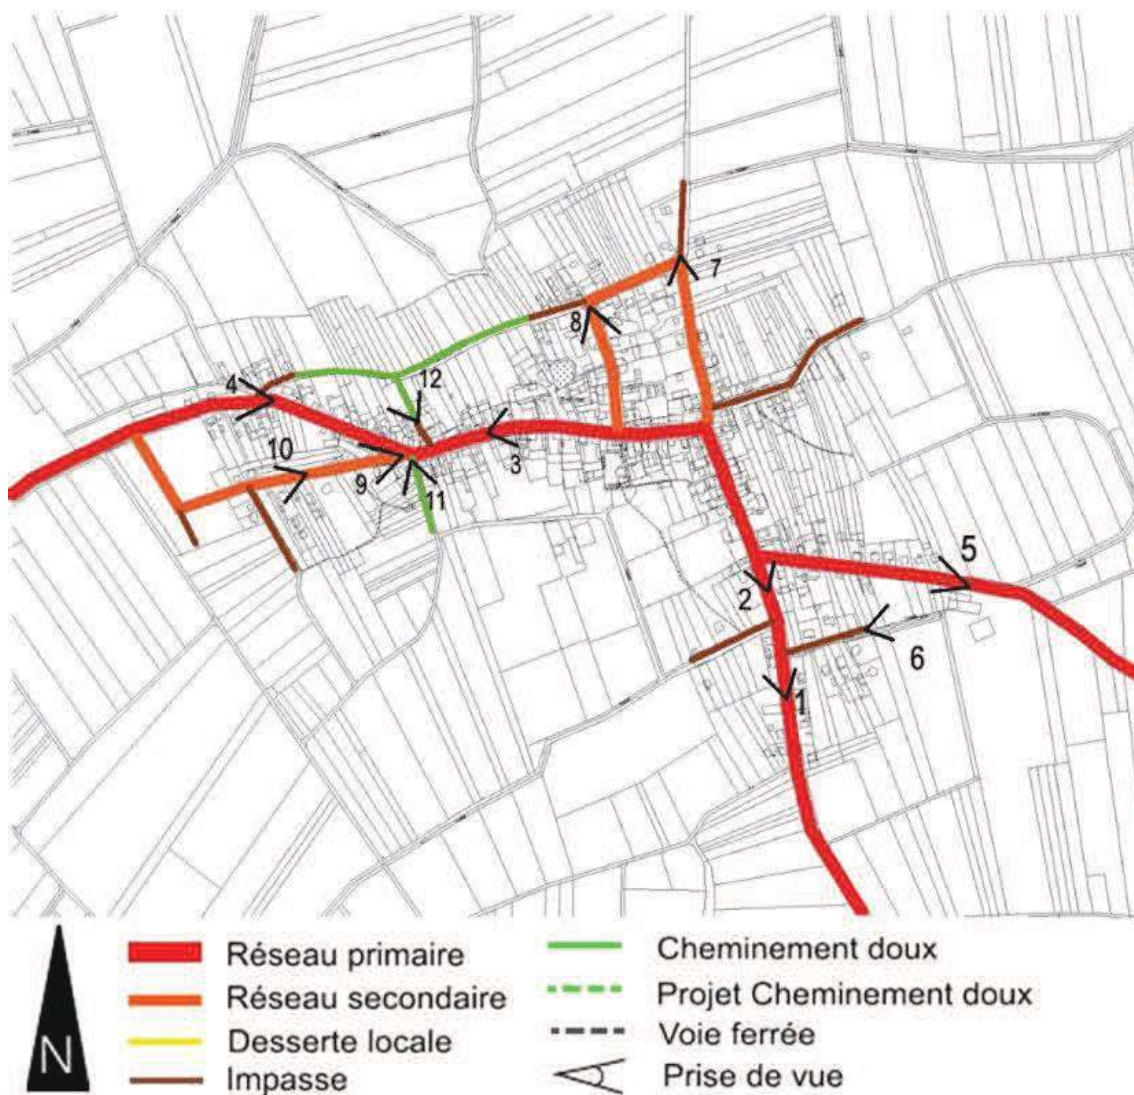 7
8
12
4
3
10
9
11
5
2
6
1
N
Réseau primaire
Réseau secondaire
Desserte locale
Impasse
Cheminement doux
Projet Cheminement doux
Voie ferrée
Prise de vue